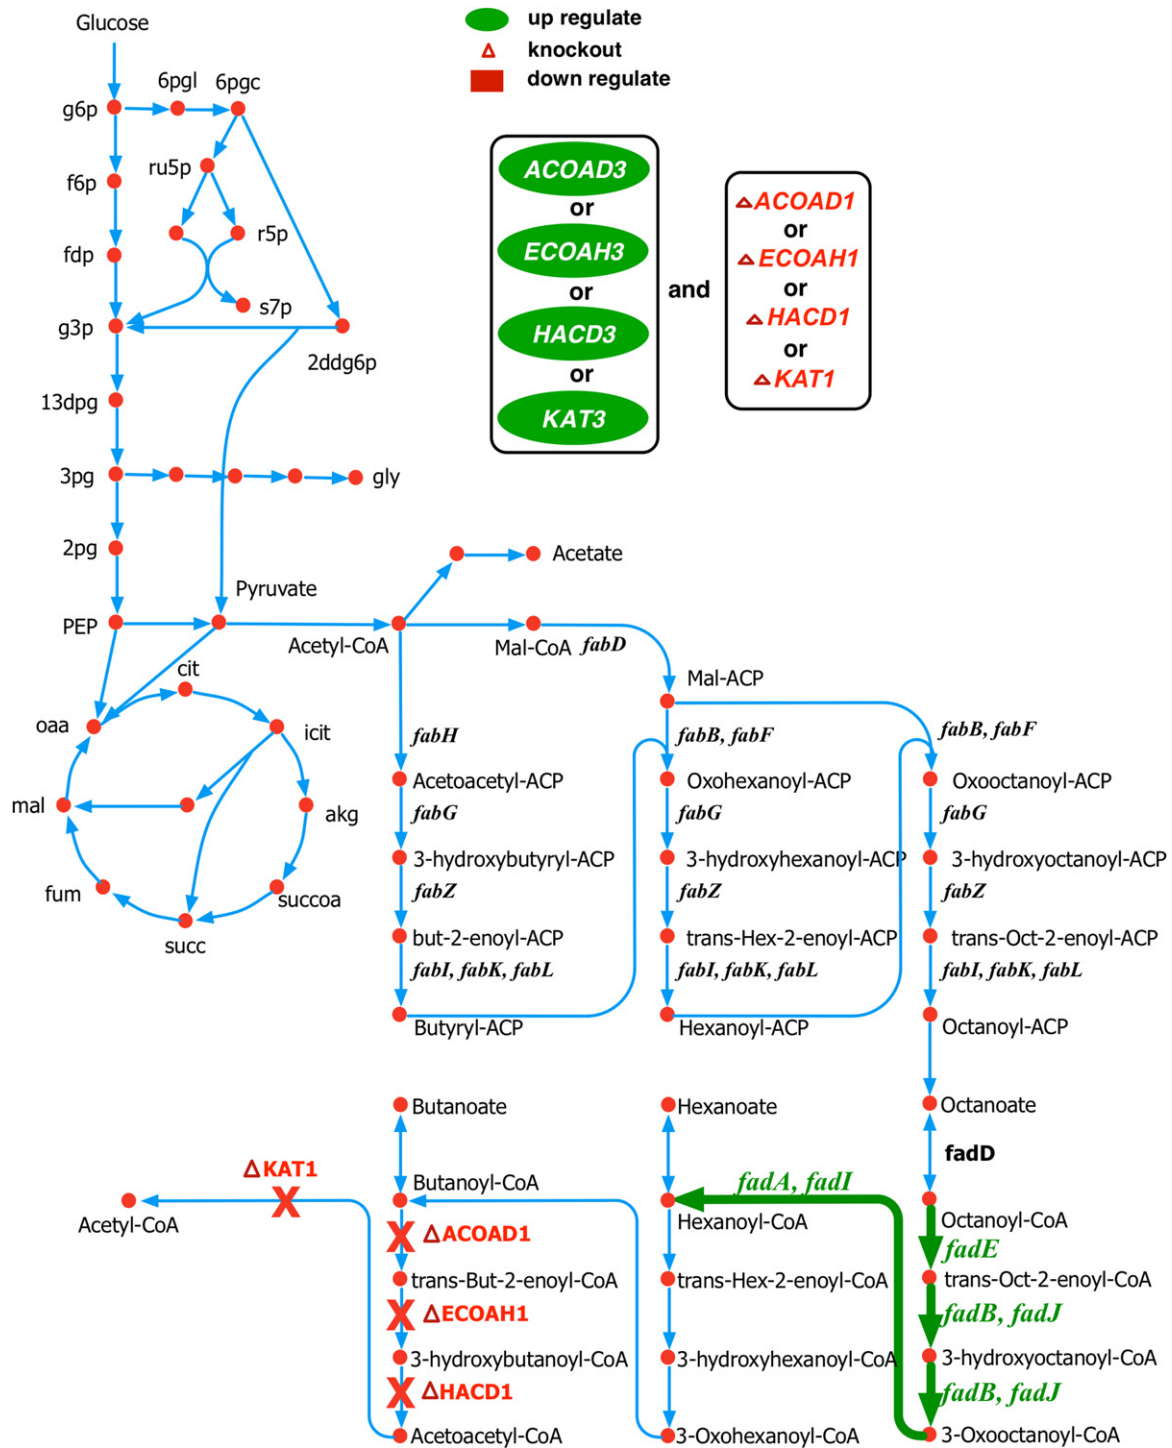 Glucose
up regulate
knockout
down regulate
6pgl 6pgc
g6p
ru5p
f6p
r5p
fdp
s7p
g3p
2ddg6p
13dpg
3pg
gly
2pg
ACOAD3
or
ECOAH3
or
HACD3
or
KAT3
and
△ACOAD1
or
△ECOAH1
or
△HACD1
or
△KAT1
Acetate
Pyruvate
PEP
Acetyl-CoA
Mal-CoA fabD
Mal-ACP
cit
oaa
icit
mal
akg
fum
succoa
succ
fabH
Acetoacetyl-ACP
fabG
3-hydroxybutyryl-ACP
fabZ
but-2-enoyl-ACP
fabI, fabK, fabL
Butyryl-ACP
fabB, fabF
Oxohexanoyl-ACP
fabG
3-hydroxyhexanoyl-ACP
fabZ
trans-Hex-2-enoyl-ACP
fabI, fabK, fabL
Hexanoyl-ACP
fabB, fabF
Oxooctanoyl-ACP
fabG
3-hydroxyoctanoyl-ACP
fabZ
trans-Oct-2-enoyl-ACP
fabI, fabK, fabL
Octanoyl-ACP
Butanoate
Hexanoate
Octanoate
fadD
△KAT1
Acetyl-CoA
Butanoyl-CoA
△ACOAD1
trans-But-2-enoyl-CoA
△ECOAH1
3-hydroxybutanoyl-CoA
△HACD1
Acetoacetyl-CoA
fadA, fadI
Hexanoyl-CoA
trans-Hex-2-enoyl-CoA
3-hydroxyhexanoyl-CoA
3-Oxohexanoyl-CoA
Octanoyl-CoA
fadE
trans-Oct-2-enoyl-CoA
fadB, fadJ
3-hydroxyoctanoyl-CoA
fadB, fadJ
3-Oxooctanoyl-CoA